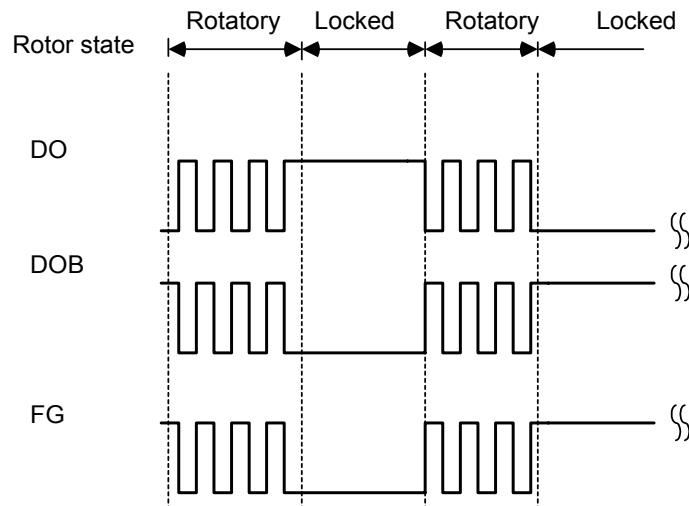 Rotatory Locked Rotatory Locked
Rotor state
DO
DOB
FG